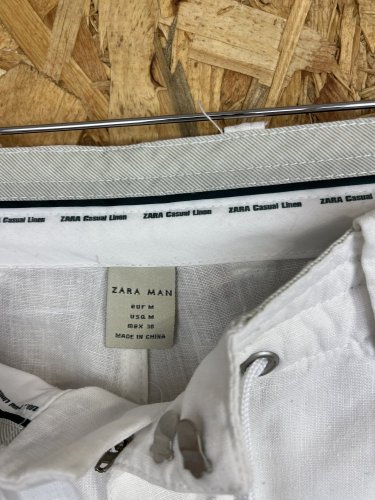 ZARA Casual Linen ZARA Casual Linen ZARA Casual Linen ZARA Casual Linen
ZARA MAN
EUR M
USA M
MEX 38
MADE IN CHINA